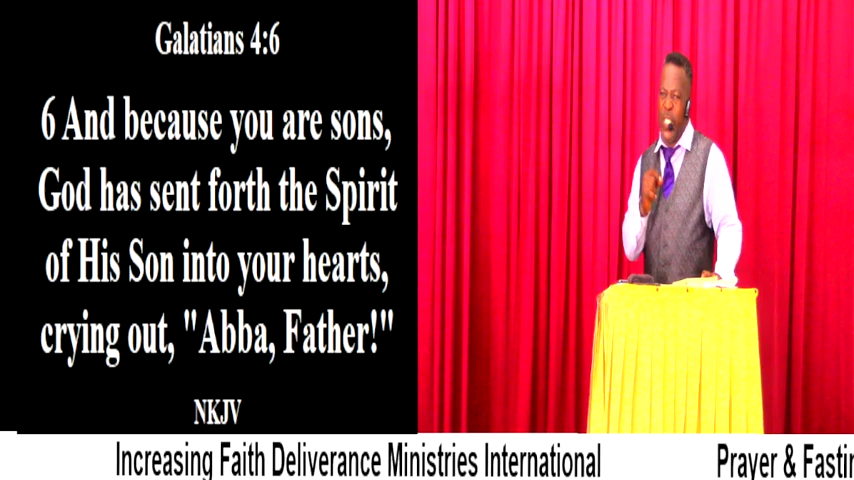 Galatians 4:6
6 And because you are sons,
God has sent forth the Spirit
of His Son into your hearts,
crying out, "Abba, Father!"
NKJV
Increasing Faith Deliverance Ministries International
Prayer &